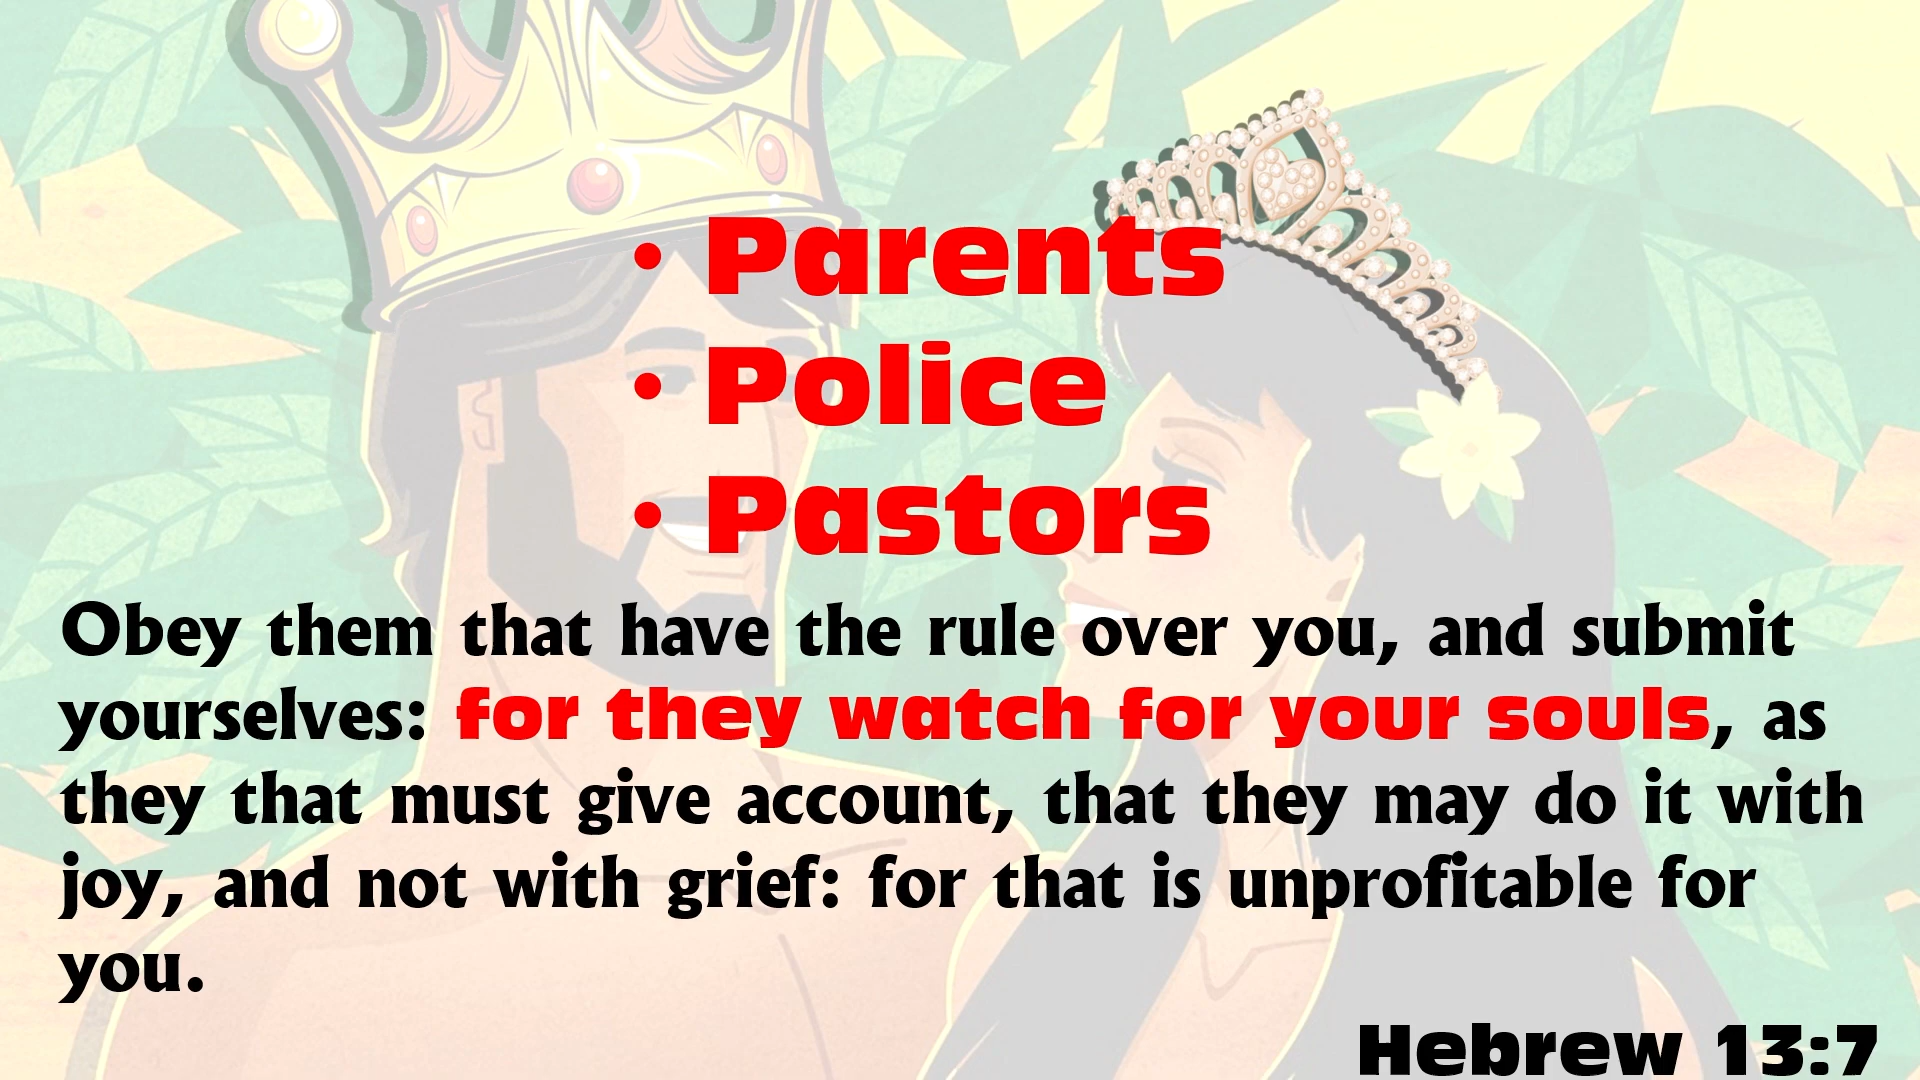 • Parents
• Police
• Pastors
Obey them that have the rule over you, and submit
yourselves: for they watch for your souls, as
they that must give account, that they may do it with
joy, and not with grief: for that is unprofitable for
you.
Hebrew 13:7